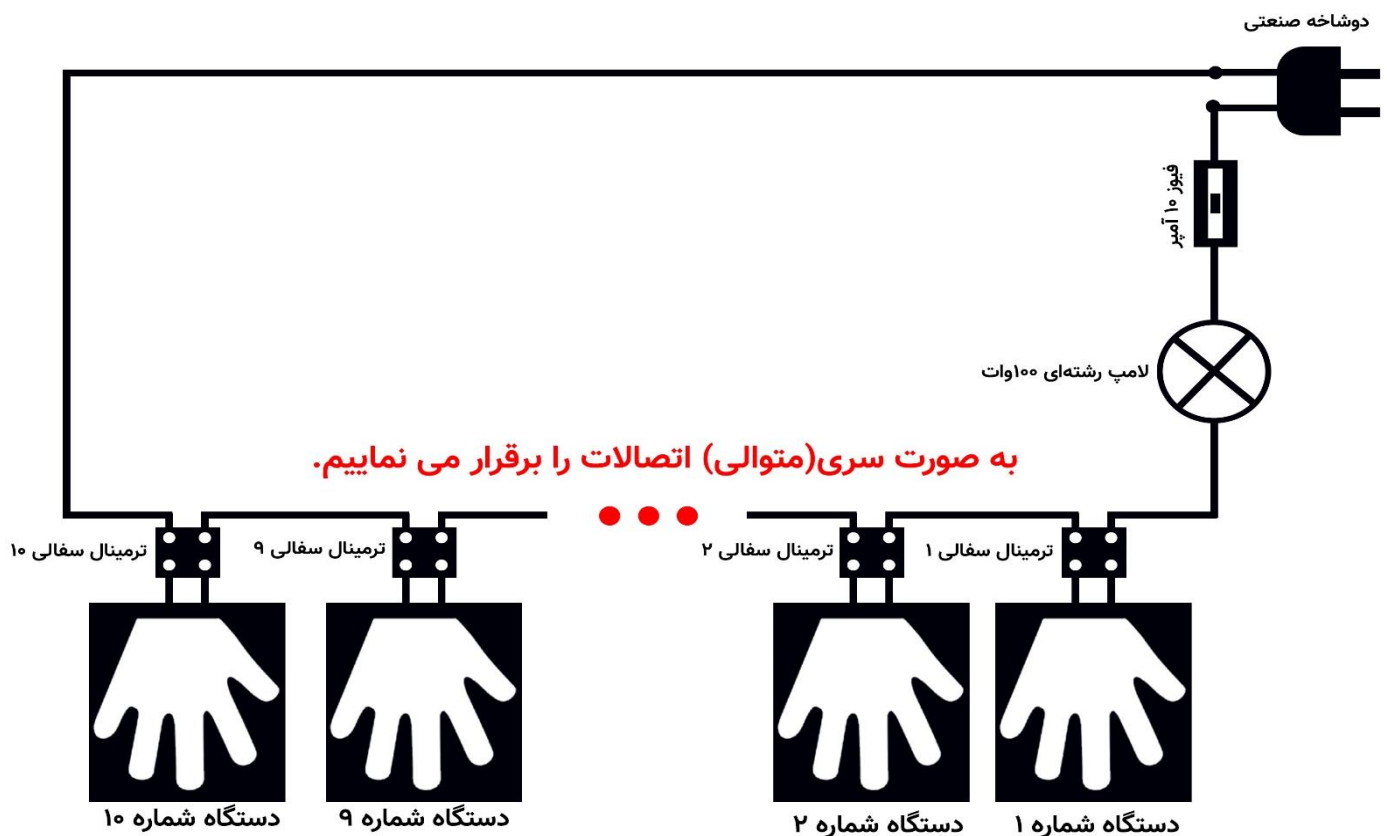 دوشاخه صنعتی
فیوز ۱۰ آمپر
لامپ رشته‌ای ۱۰۰وات
به صورت سری(متوالی) اتصالات را برقرار می نماییم.
ترمینال سفالی ۱
ترمینال سفالی ۲
ترمینال سفالی ۹
ترمینال سفالی ۱۰
دستگاه شماره ۱
دستگاه شماره ۲
دستگاه شماره ۹
دستگاه شماره ۱۰